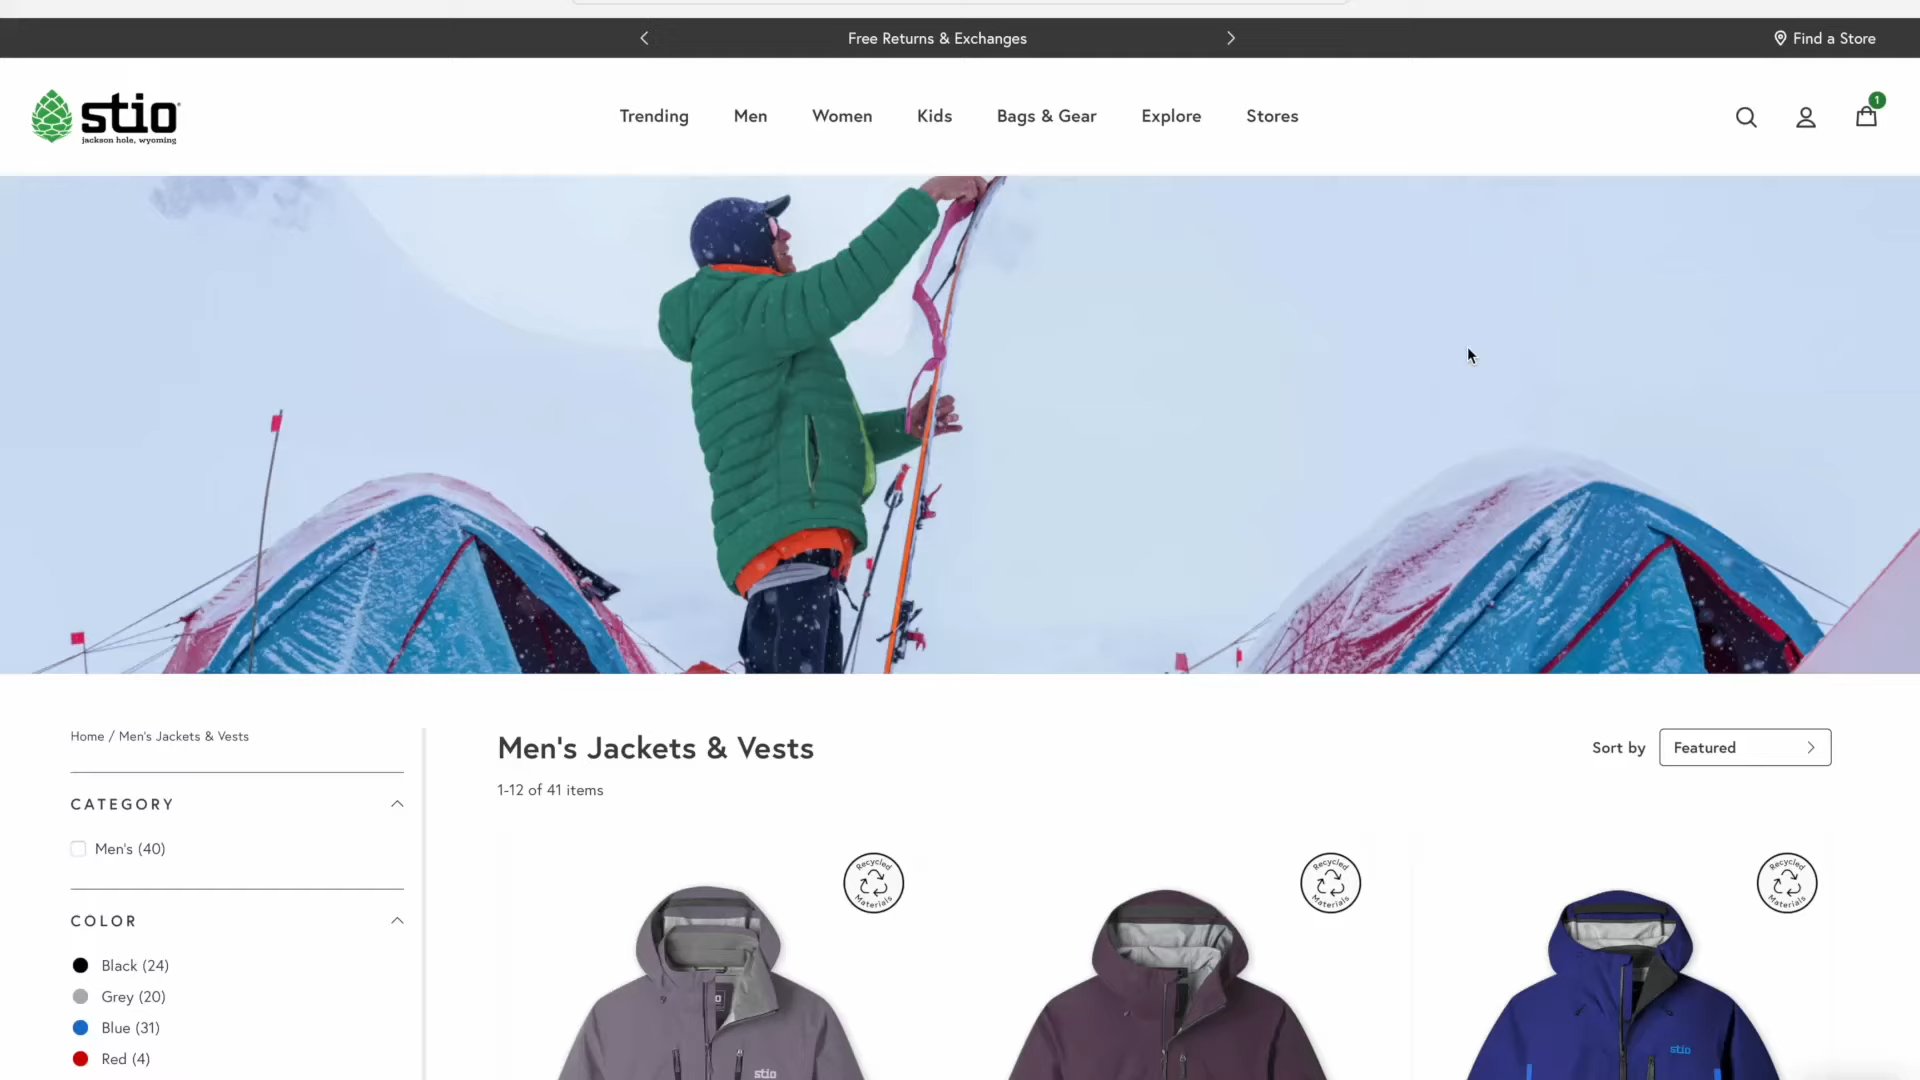 Free Returns & Exchanges
Find a Store
stio
jackson hole, wyoming
Trending
Men
Women
Kids
Bags & Gear
Explore
Stores
1
Home / Men's Jackets & Vests
CATEGORY
Men's (40)
COLOR
Black (24)
Grey (20)
Blue (31)
Red (4)
Men's Jackets & Vests
1-12 of 41 items
Sort by
Featured
Recycled
Materials
Recycled
Materials
Recycled
Materials
stio
stio